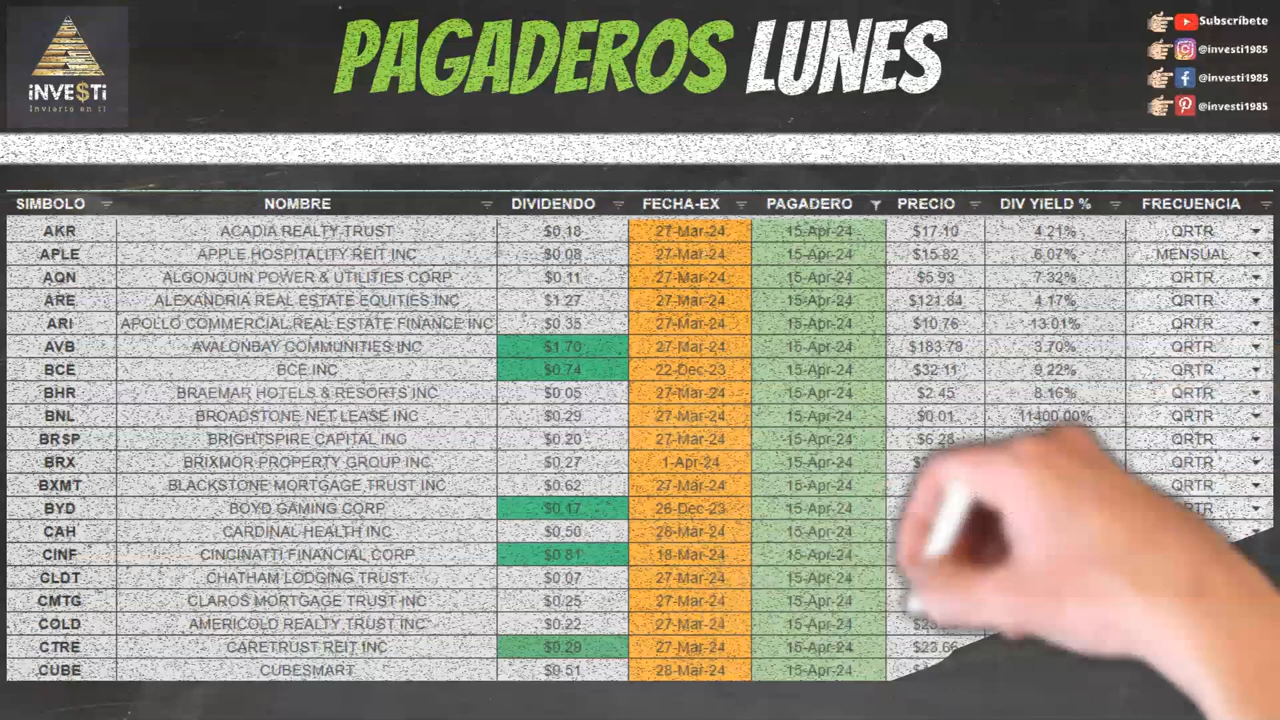 PAGADEROS LUNES
iNVE$Ti
Invierto en ti
Subscríbete
@investi1985
@investi1985
@investi1985
SIMBOLO NOMBRE DIVIDENDO FECHA-EX PAGADERO PRECIO DIV YIELD % FRECUENCIA
AKR ACADIA REALTY TRUST $0.18 27-Mar-24 15-Apr-24 $17.10 4.21% QRTR
APLE APPLE HOSPITALITY REIT INC $0.08 27-Mar-24 15-Apr-24 $15.82 6.07% MENSUAL
AQN ALGONQUIN POWER & UTILITIES CORP $0.11 27-Mar-24 15-Apr-24 $5.93 7.32% QRTR
ARE ALEXANDRIA REAL ESTATE EQUITIES INC $1.27 27-Mar-24 15-Apr-24 $121.84 4.17% QRTR
ARI APOLLO COMMERCIAL REAL ESTATE FINANCE INC $0.35 27-Mar-24 15-Apr-24 $10.76 13.01% QRTR
AVB AVALONBAY COMMUNITIES INC $1.70 27-Mar-24 15-Apr-24 $183.78 3.70% QRTR
BCE BCE INC $0.74 22-Dec-23 15-Apr-24 $32.11 9.22% QRTR
BHR BRAEMAR HOTELS & RESORTS INC $0.05 27-Mar-24 15-Apr-24 $2.45 8.16% QRTR
BNL BROADSTONE NET LEASE INC $0.29 27-Mar-24 15-Apr-24 $0.01 11400.00% QRTR
BRSP BRIGHTSPIRE CAPITAL INC $0.20 27-Mar-24 15-Apr-24 $6.28 QRTR
BRX BRIXMOR PROPERTY GROUP INC $0.27 1-Apr-24 15-Apr-24 QRTR
BXMT BLACKSTONE MORTGAGE TRUST INC $0.62 27-Mar-24 15-Apr-24 QRTR
BYD BOYD GAMING CORP $0.17 26-Dec-23 15-Apr-24 QRTR
CAH CARDINAL HEALTH INC $0.50 28-Mar-24 15-Apr-24 QRTR
CINF CINCINATTI FINANCIAL CORP $0.81 18-Mar-24 15-Apr-24
CLDT CHATHAM LODGING TRUST $0.07 27-Mar-24 15-Apr-24
CMTG CLAROS MORTGAGE TRUST INC $0.25 27-Mar-24 15-Apr-24
COLD AMERICOLD REALTY TRUST INC $0.22 27-Mar-24 15-Apr-24
CTRE CARETRUST REIT INC $0.29 27-Mar-24 15-Apr-24 $23.66
CUBE CUBESMART $0.51 28-Mar-24 15-Apr-24